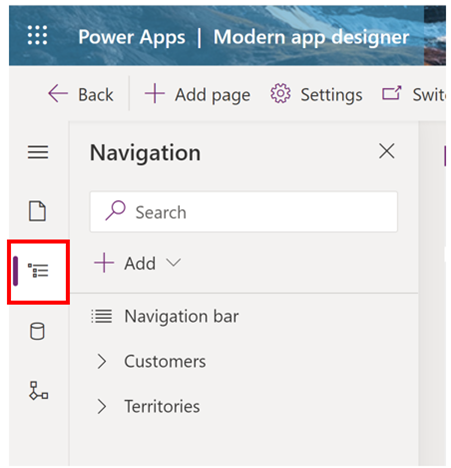 Power Apps | Modern app designer
Back Add page Settings Swit
Navigation
Search
Add
Navigation bar
Customers
Territories